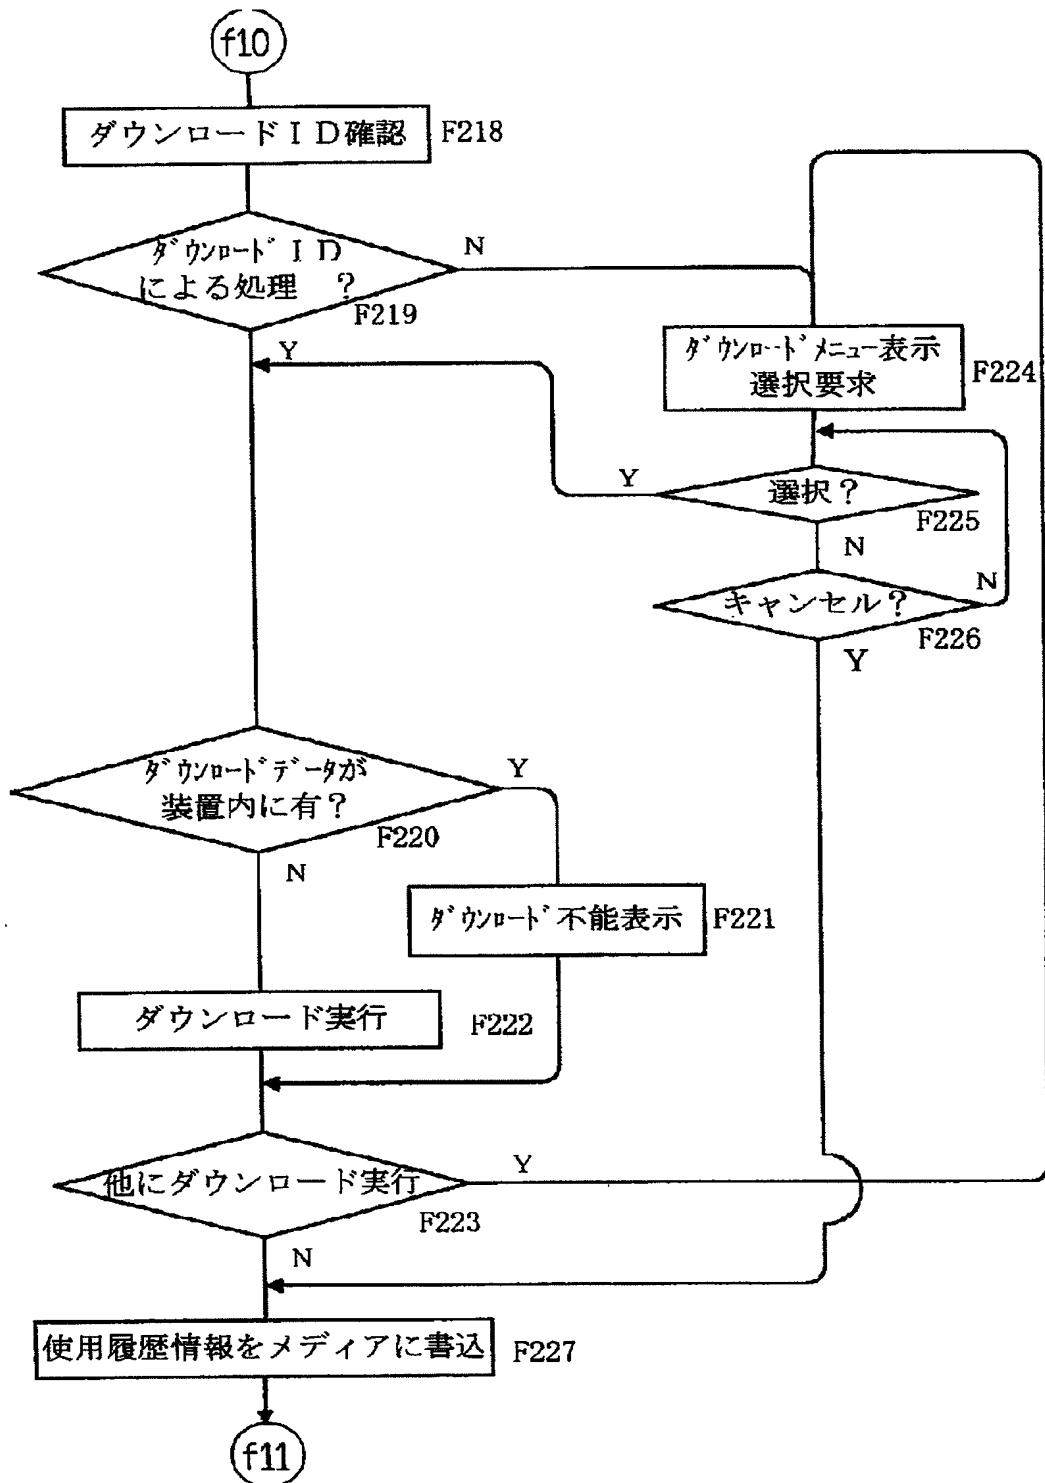 f10
ダウンロードＩＤ確認
F218
ﾀﾞｳﾝﾛｰﾄﾞＩＤ
による処理　？
F219
N
Y
ﾀﾞｳﾝﾛｰﾄﾞﾒﾆｭｰ表示
選択要求
F224
選択？
F225
Y
N
キャンセル？
F226
N
Y
ﾀﾞｳﾝﾛｰﾄﾞﾃﾞｰﾀが
装置内に有？
F220
Y
N
ﾀﾞｳﾝﾛｰﾄﾞ不能表示
F221
ダウンロード実行
F222
他にダウンロード実行
F223
Y
N
使用履歴情報をメディアに書込
F227
f11